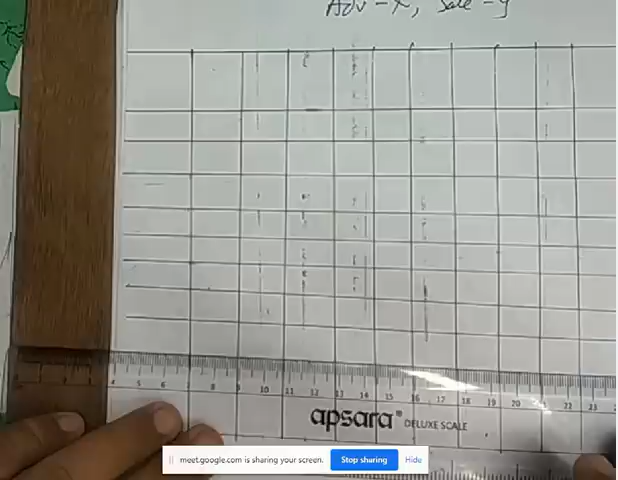 Adv - x, Sale - y
4 5 6 7 8 9 10 11 12 13 14 15 16 17 18 19 20 21 22 23
apsara® DELUXE SCALE
meet.google.com is sharing your screen. Stop sharing Hide